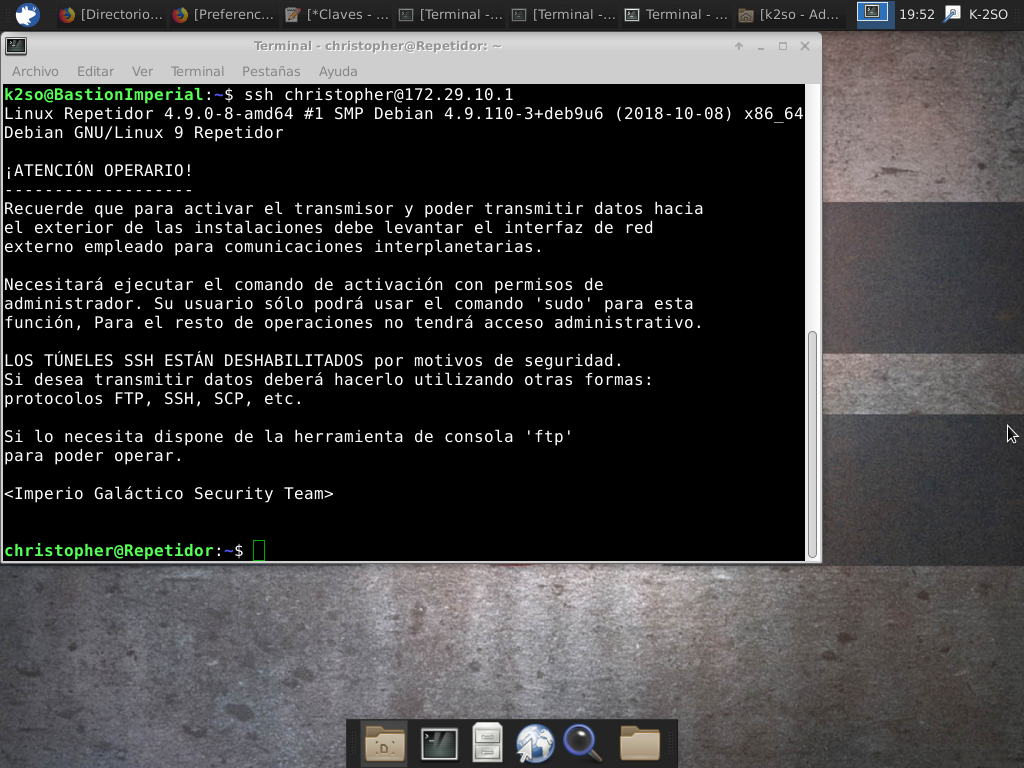 [Directorio...
[Preferenc...
[*Claves - ...
[Terminal -...
[Terminal -...
Terminal - ...
[k2so - Ad...
19:52
K-2SO
Terminal - christopher@Repetidor: ~
Archivo Editar Ver Terminal Pestañas Ayuda
k2so@BastionImperial:~$ ssh christopher@172.29.10.1
Linux Repetidor 4.9.0-8-amd64 #1 SMP Debian 4.9.110-3+deb9u6 (2018-10-08) x86_64
Debian GNU/Linux 9 Repetidor
¡ATENCIÓN OPERARIO!
-------------------
Recuerde que para activar el transmisor y poder transmitir datos hacia
el exterior de las instalaciones debe levantar el interfaz de red
externo empleado para comunicaciones interplanetarias.
Necesitará ejecutar el comando de activación con permisos de
administrador. Su usuario sólo podrá usar el comando 'sudo' para esta
función, Para el resto de operaciones no tendrá acceso administrativo.
LOS TÚNELES SSH ESTÁN DESHABILITADOS por motivos de seguridad.
Si desea transmitir datos deberá hacerlo utilizando otras formas:
protocolos FTP, SSH, SCP, etc.
Si lo necesita dispone de la herramienta de consola 'ftp'
para poder operar.
<Imperio Galáctico Security Team>
christopher@Repetidor:~$
D